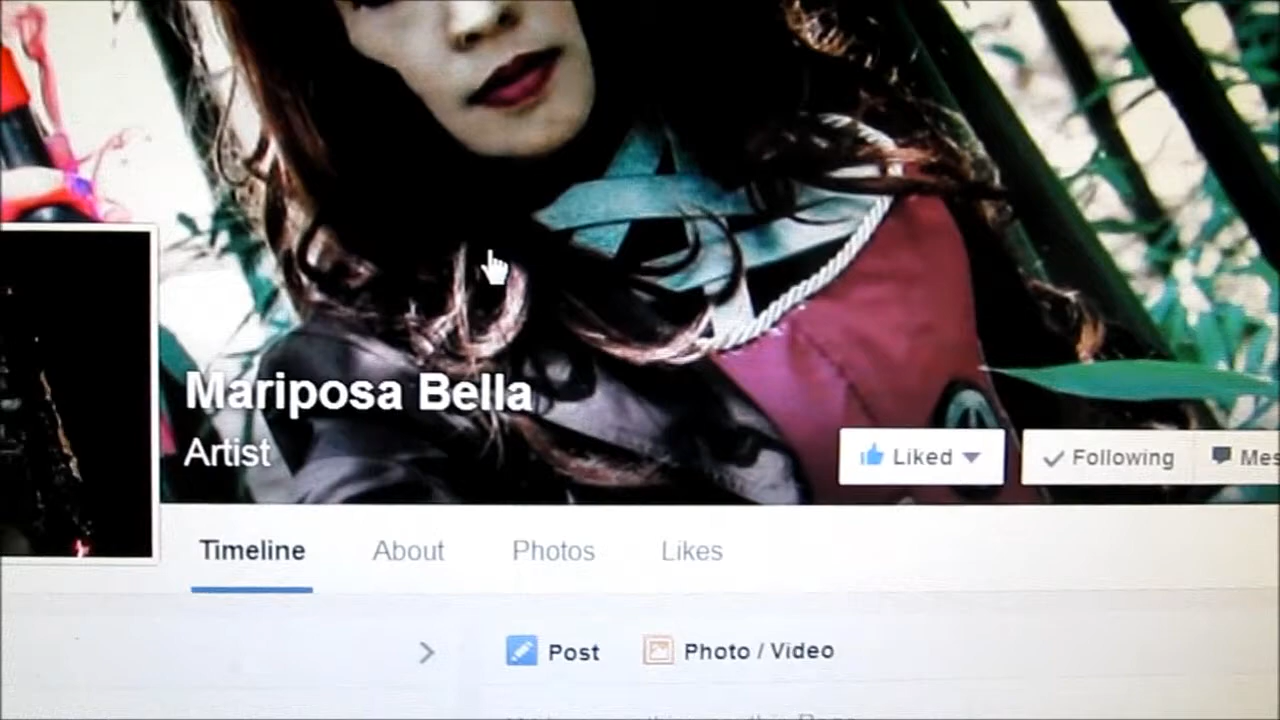 Mariposa Bella
Artist
Liked
Following
Timeline About Photos Likes
Post Photo / Video